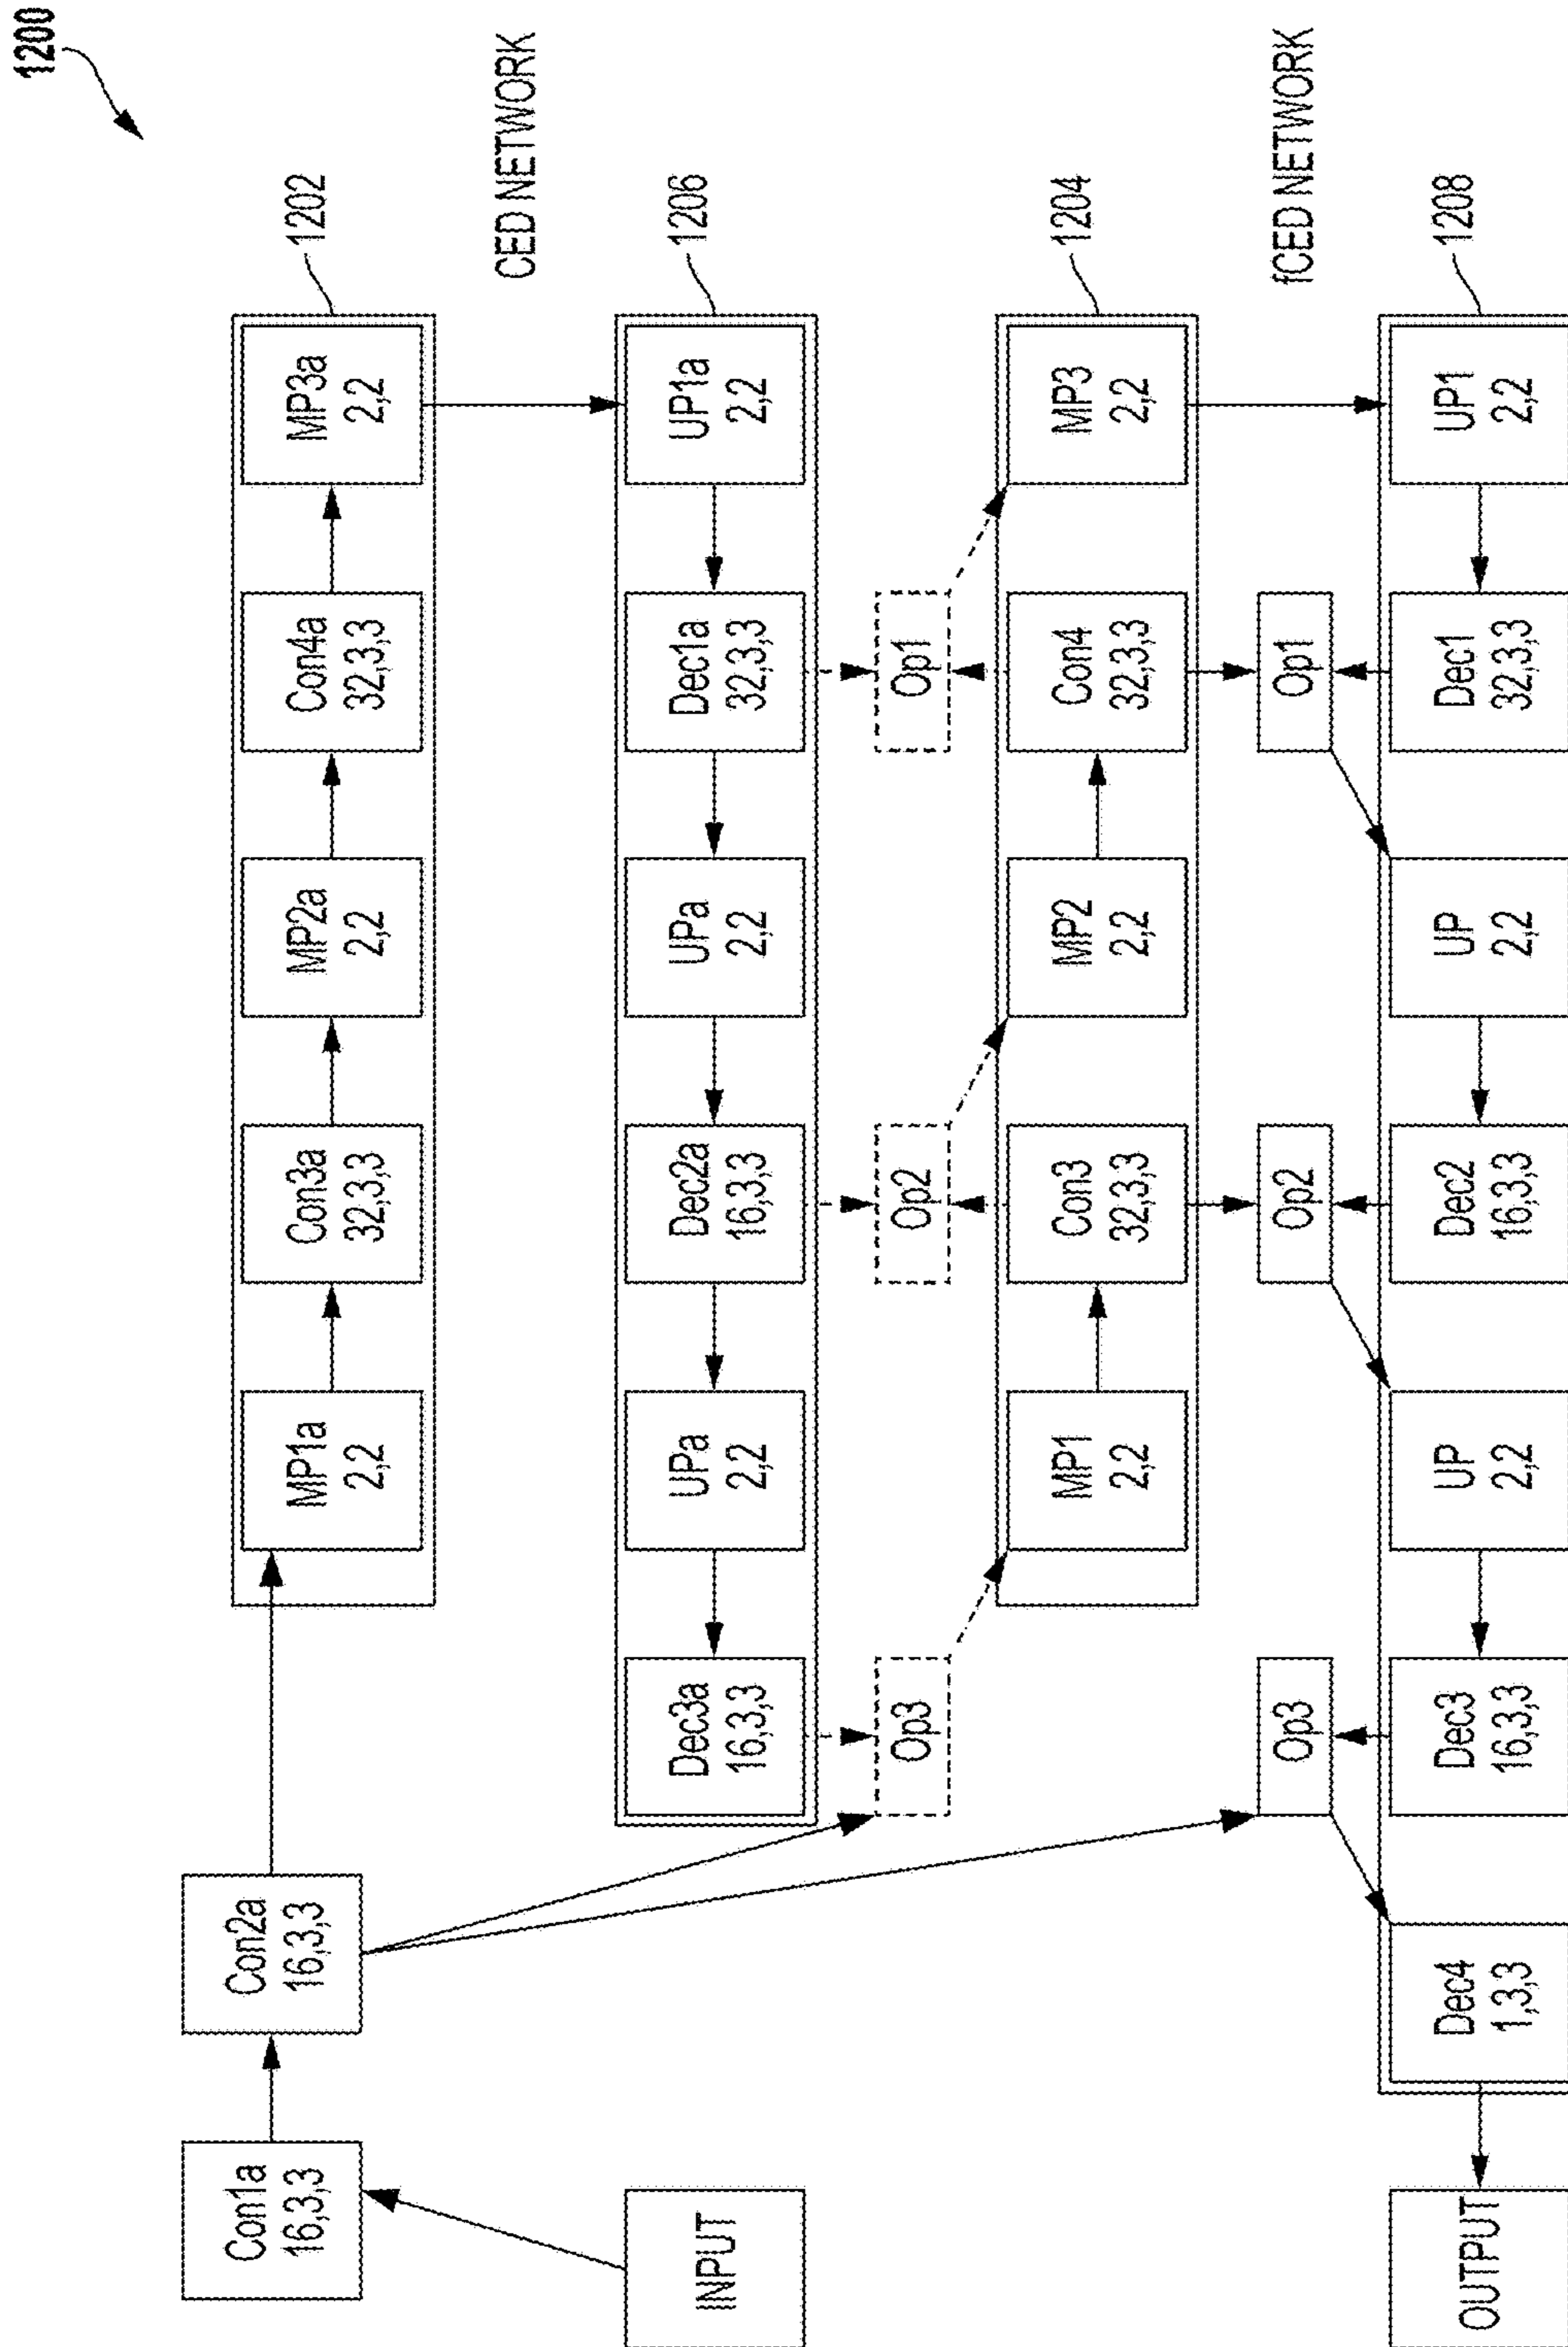 1200
Con1a
16,3,3
Con2a
16,3,3
MP1a
2,2
Con3a
32,3,3
MP2a
2,2
Con4a
32,3,3
MP3a
2,2
1202
CED NETWORK
INPUT
Dec3a
16,3,3
UPa
2,2
Dec2a
16,3,3
UPa
2,2
Dec1a
32,3,3
UP1a
2,2
1206
Op3
Op2
Op1
MP1
2,2
Con3
32,3,3
MP2
2,2
Con4
32,3,3
MP3
2,2
1204
Op3
Op2
Op1
fCED NETWORK
OUTPUT
Dec4
1,3,3
Dec3
16,3,3
UP
2,2
Dec2
16,3,3
UP
2,2
Dec1
32,3,3
UP1
2,2
1208